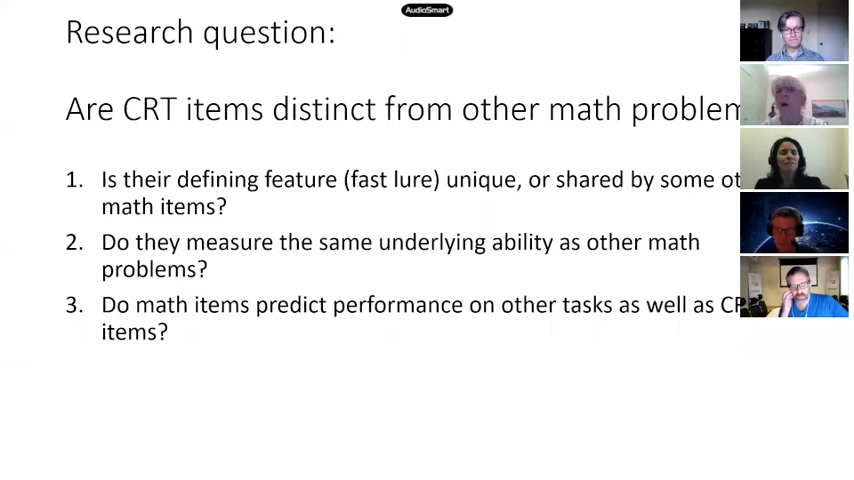 AudioSmart
Research question:
Are CRT items distinct from other math problem
1. Is their defining feature (fast lure) unique, or shared by some ot
math items?
2. Do they measure the same underlying ability as other math
problems?
3. Do math items predict performance on other tasks as well as CR
items?